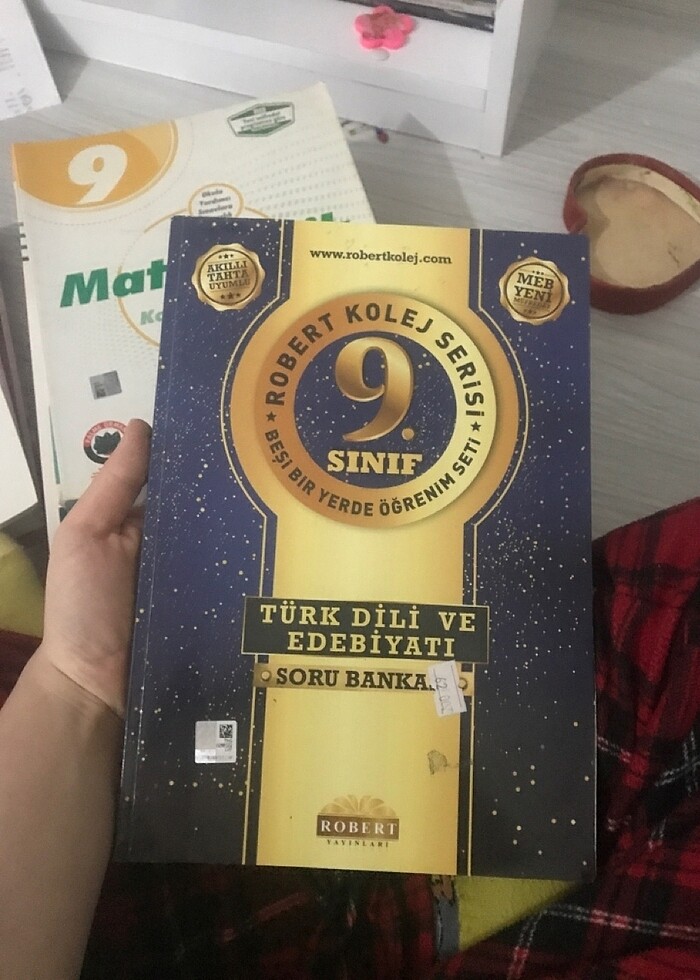 9
Mat
www.robertkolej.com
AKILLI
TAHTA
UYUMLU
MEB
YENİ
ROBERT KOLEJ SERİSİ
9.
SINIF
BEŞİ BİR YERDE ÖĞRENİM SETİ
TÜRK DİLİ VE
EDEBİYATI
SORU BANKA
ROBERT
YAYINLARI